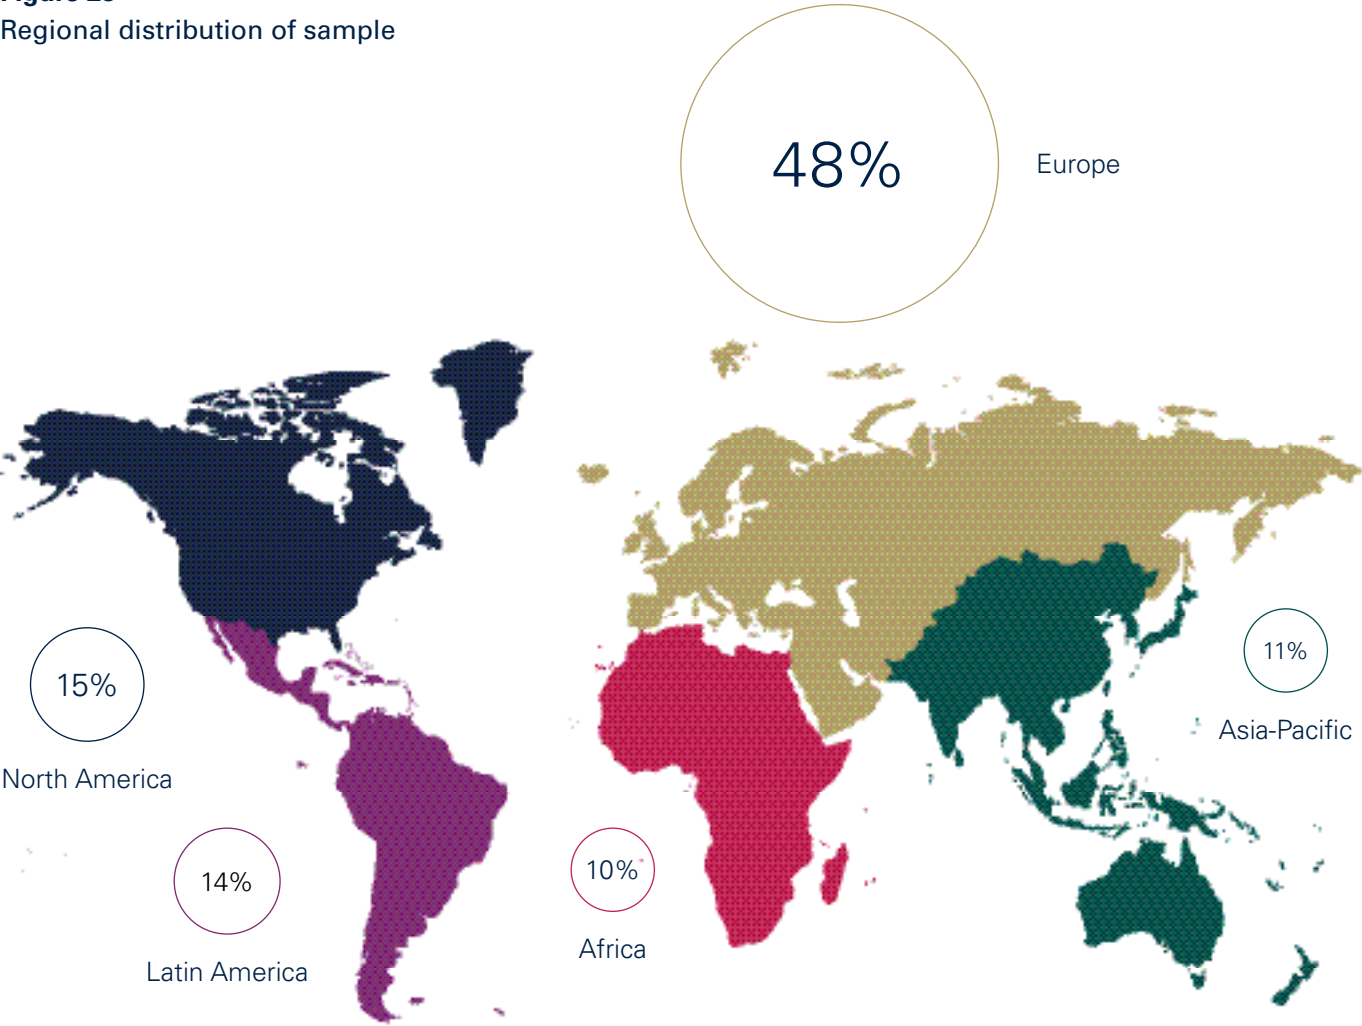 Regional distribution of sample
48%
Europe
15%
North America
14%
Latin America
10%
Africa
11%
Asia-Pacific